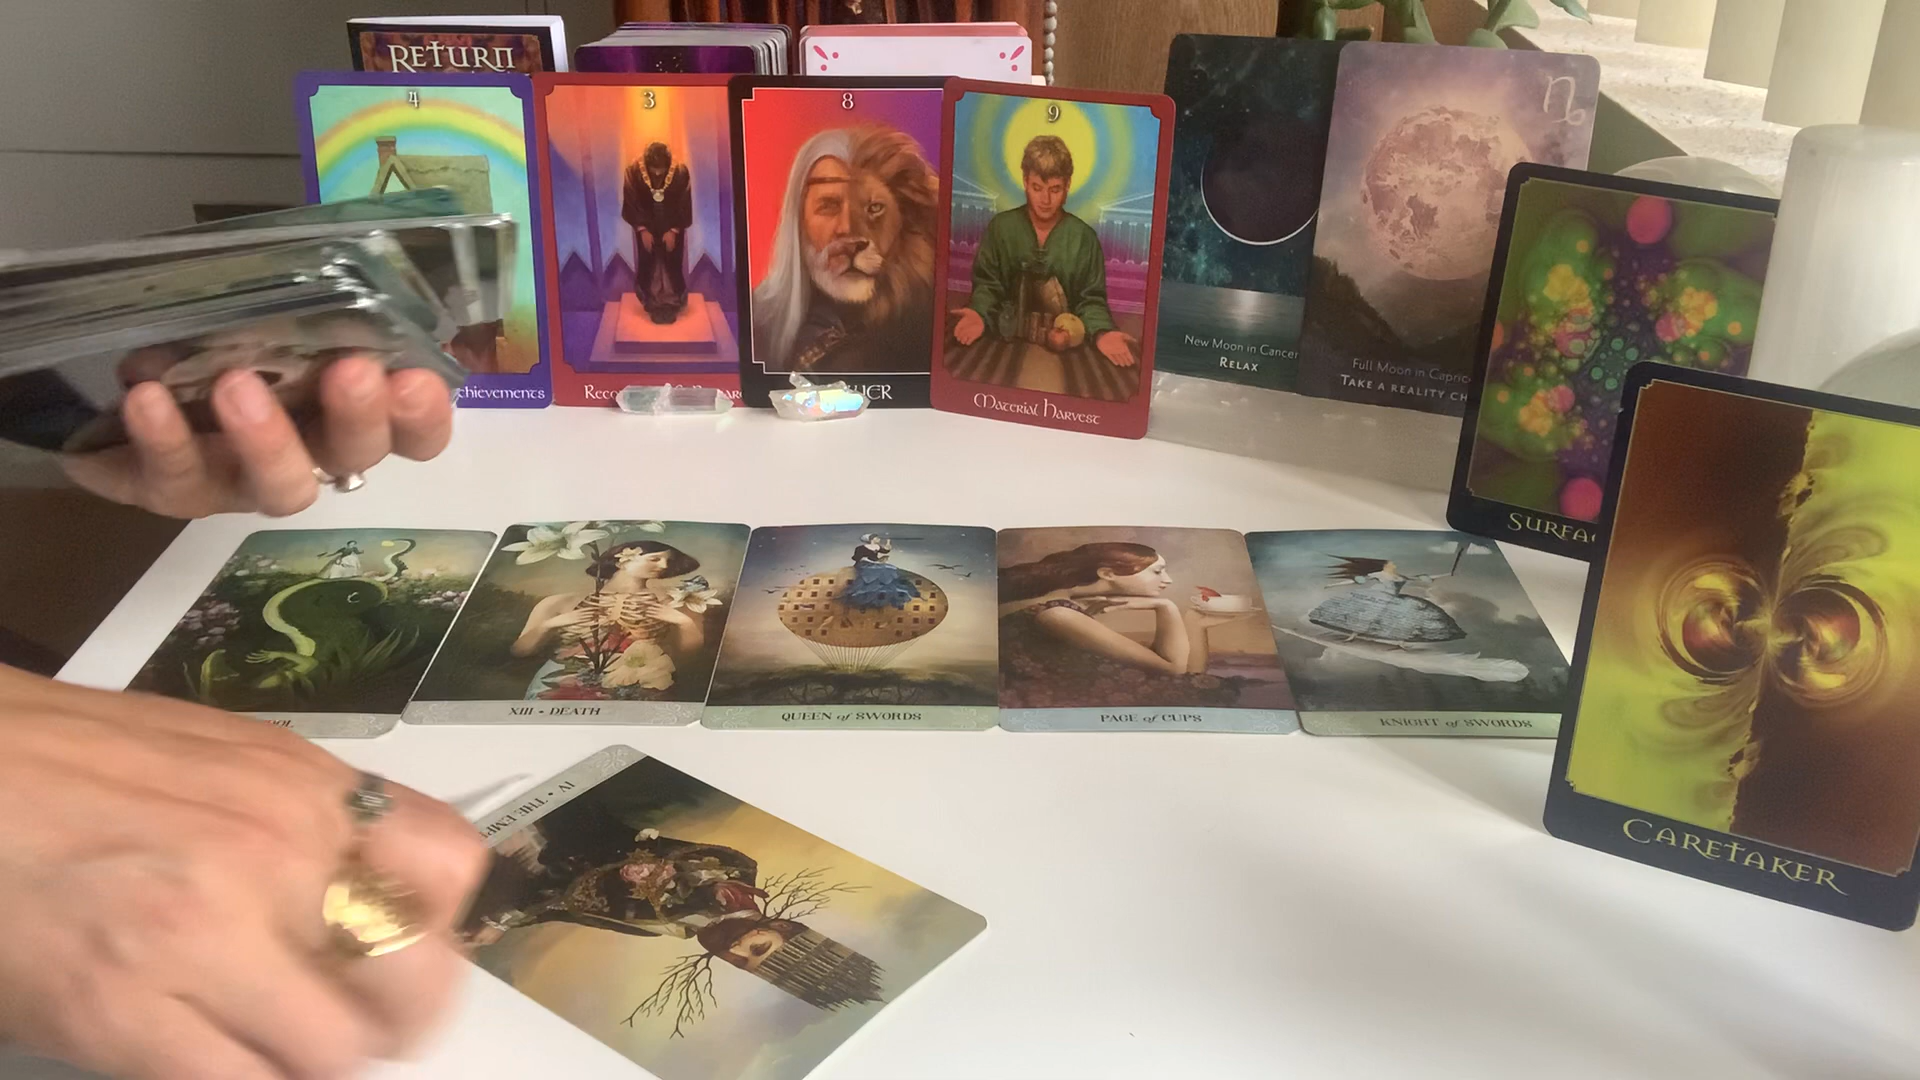 RETURN
4
3
8
9
chievements
Material Harvest
New Moon in Cancer
RELAX
Full Moon in Capric
TAKE A REALITY CH
SURFA
CARETAKER
XIII • DEATH
QUEEN of SWORDS
PAGE of CUPS
KNIGHT of SWORDS
IV • THE EMP